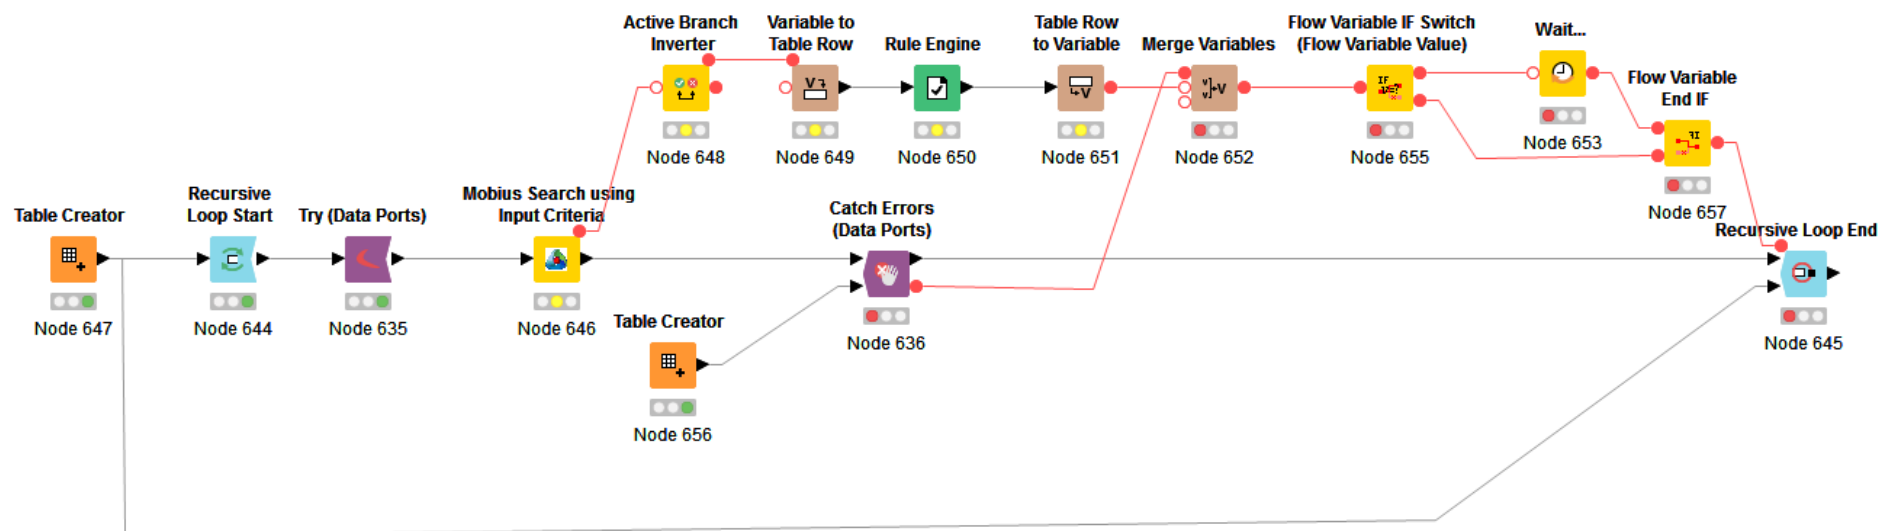 Active Branch
Inverter
Node 648
Variable to
Table Row
V
Node 649
Rule Engine
Node 650
Table Row
to Variable
V
Node 651
Merge Variables
Node 652
Flow Variable IF Switch
(Flow Variable Value)
IF
Node 655
Wait...
Node 653
Flow Variable
End IF
Node 657
Table Creator
Node 647
Recursive
Loop Start
Node 644
Try (Data Ports)
Node 635
Mobius Search using
Input Criteria
Node 646
Table Creator
Node 656
Catch Errors
(Data Ports)
Node 636
Recursive Loop End
Node 645